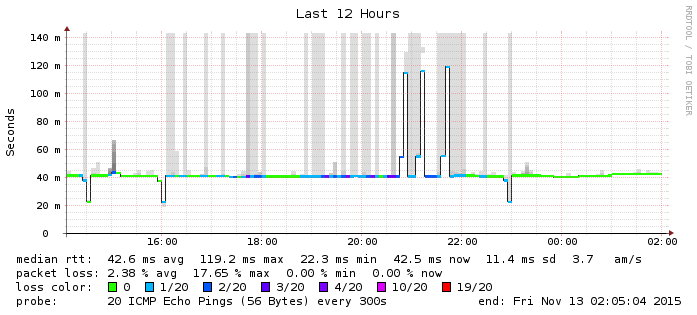 Last 12 Hours
RRDTOOL / TOBI OETIKER
Seconds
140 m
120 m
100 m
80 m
60 m
40 m
20 m
0
16:00 18:00 20:00 22:00 00:00 02:00
median rtt: 42.6 ms avg 119.2 ms max 22.3 ms min 42.5 ms now 11.4 ms sd 3.7 am/s
packet loss: 2.38 % avg 17.65 % max 0.00 % min 0.00 % now
loss color: 0 1/20 2/20 3/20 4/20 10/20 19/20
probe: 20 ICMP Echo Pings (56 Bytes) every 300s end: Fri Nov 13 02:05:04 2015